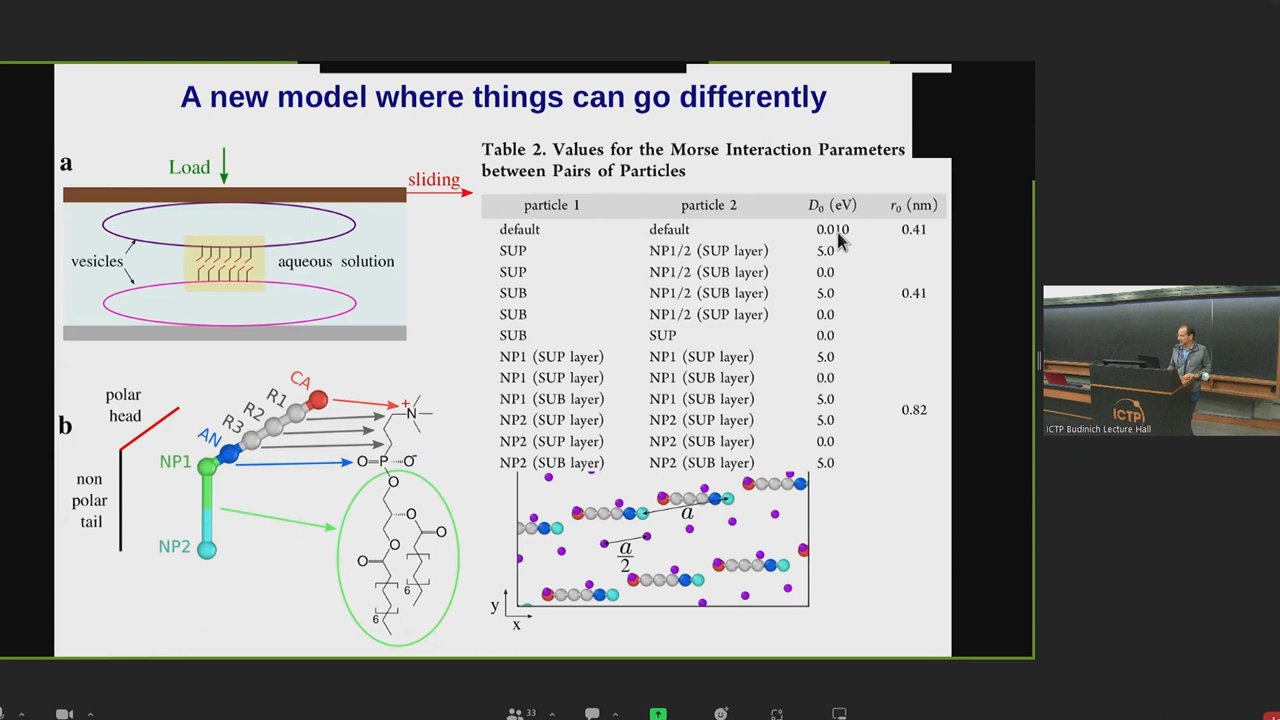 A new model where things can go differently
a
Load
sliding
vesicles
aqueous solution
b
polar
head
non
polar
tail
CA
R1
R2
R3
AN
NP1
NP2
+
N
O=P
O
-
O
O
O
O
O
6
6
Table 2. Values for the Morse Interaction Parameters
between Pairs of Particles
particle 1 particle 2 D0 (eV) r0 (nm)
default default 0.010 0.41
SUP NP1/2 (SUP layer) 5.0
SUP NP1/2 (SUB layer) 0.0
SUB NP1/2 (SUB layer) 5.0 0.41
SUB NP1/2 (SUP layer) 0.0
SUB SUP 0.0
NP1 (SUP layer) NP1 (SUP layer) 5.0
NP1 (SUP layer) NP1 (SUB layer) 0.0
NP1 (SUB layer) NP1 (SUB layer) 5.0
0.82
NP2 (SUP layer) NP2 (SUP layer) 5.0
NP2 (SUP layer) NP2 (SUB layer) 0.0
NP2 (SUB layer) NP2 (SUB layer) 5.0
a
a
2
y
x
ICTP
ICTP Budinich Lecture Hall
33